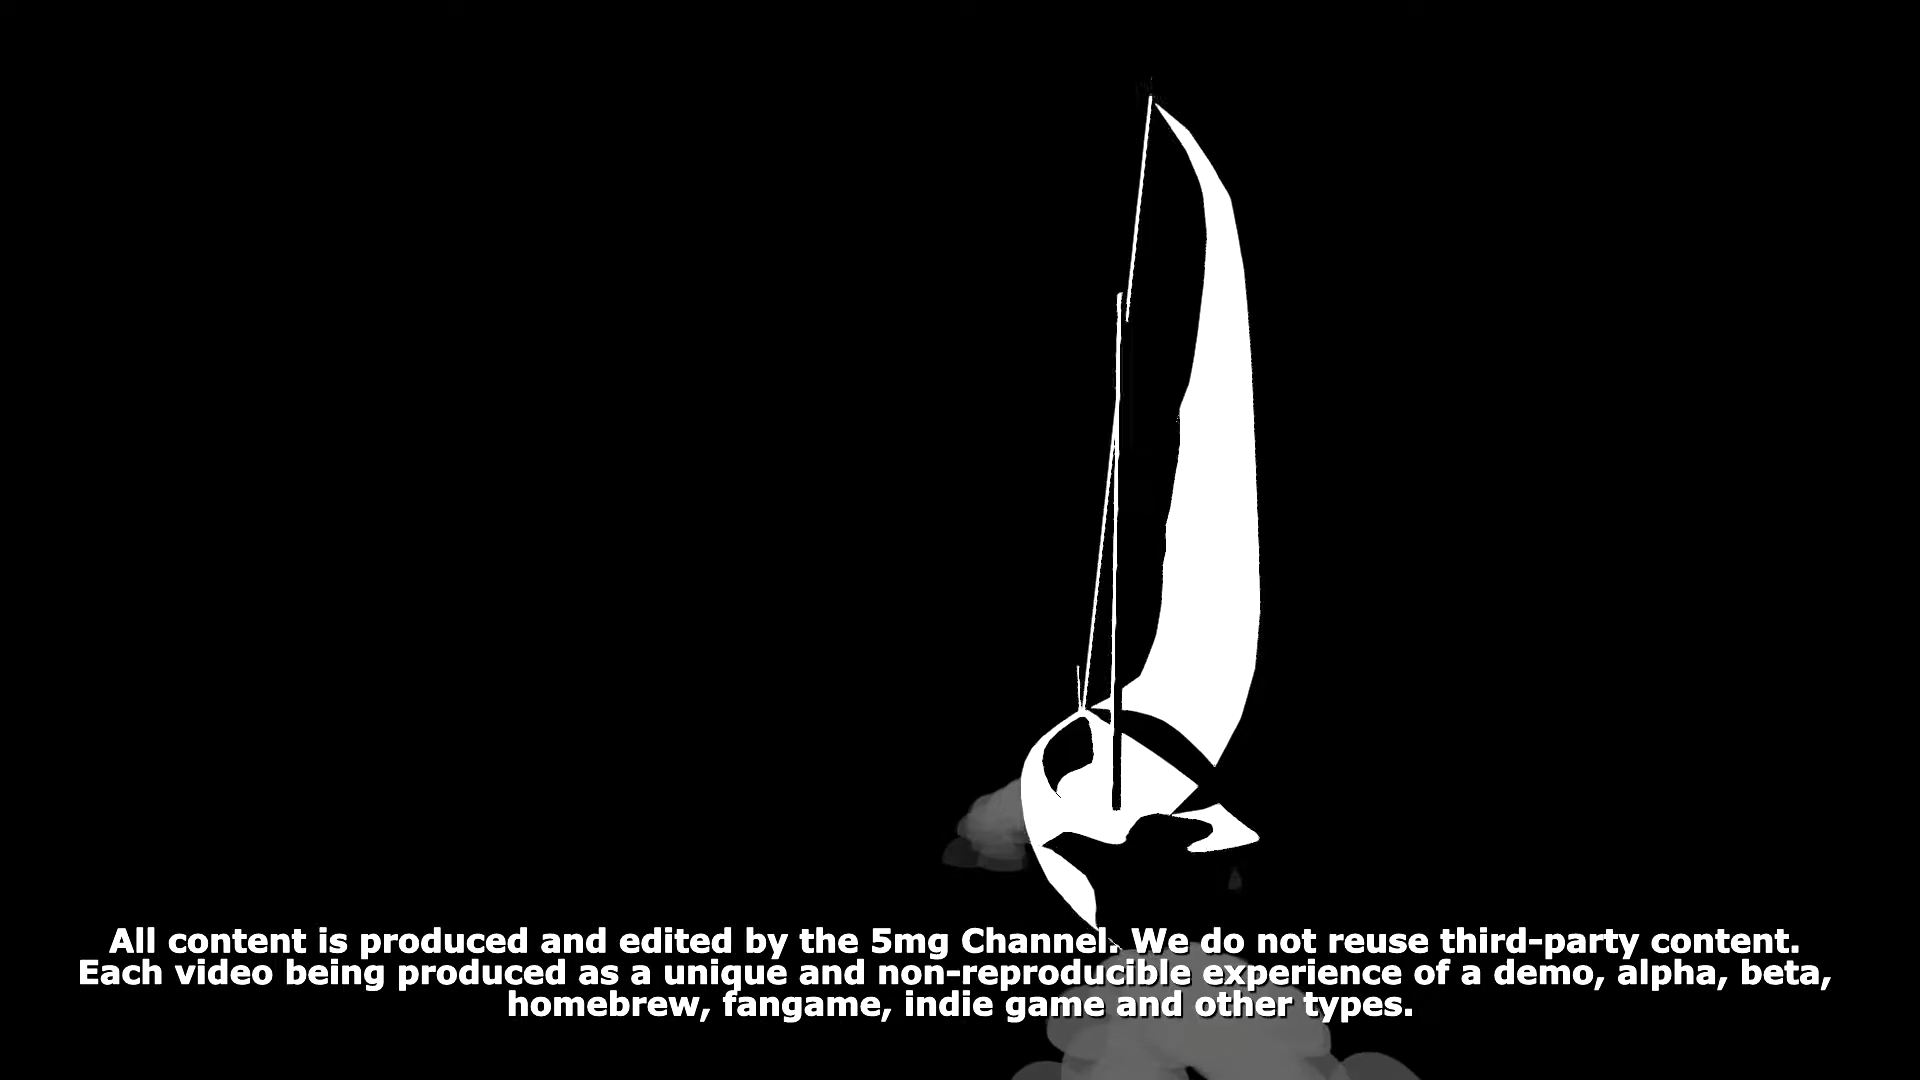 All content is produced and edited by the 5mg Channel. We do not reuse third-party content.
Each video being produced as a unique and non-reproducible experience of a demo, alpha, beta,
homebrew, fangame, indie game and other types.